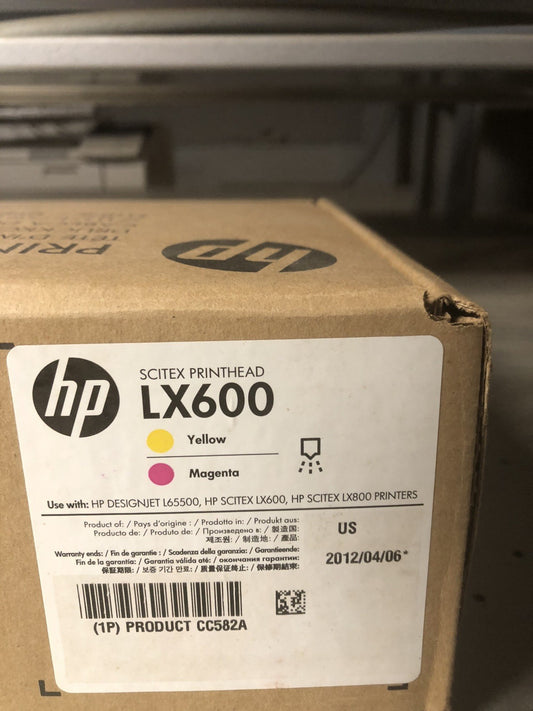 hp
PRIN
TÊTE D'IM
hp
SCITEX PRINTHEAD
LX600
Yellow
Magenta
Use with: HP DESIGNJET L65500, HP SCITEX LX600, HP SCITEX LX800 PRINTERS
Product of: / Pays d'origine : / Prodotto in: / Produkt aus:
Producto de: / Produto de: / Произведено в: / 製造国:
제조원: / 制造地: / 產品:
US
Warranty ends: / Fin de garantie : / Scadenza della garanzia: / Garantieende:
Fin de la garantía: / Garantia válida até: / окончания гарантии:
保証期限: / 보증 기간 만료: / 质量保证终止: / 保修期結束:
2012/04/06*
(1P) PRODUCT CC582A